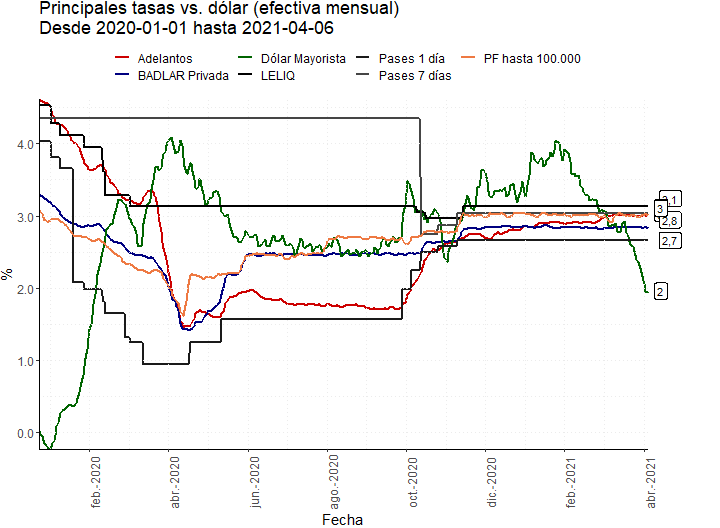 Principales tasas vs. dólar (efectiva mensual)
Desde 2020-01-01 hasta 2021-04-06
Adelantos Dólar Mayorista Pases 1 día PF hasta 100.000
BADLAR Privada LELIQ Pases 7 días
4.0
3.0
2.0
1.0
0.0
%
3
2,8
2,7
2
feb.-2020 abr.-2020 jun.-2020 ago.-2020 oct.-2020 dic.-2020 feb.-2021 abr.-2021
Fecha